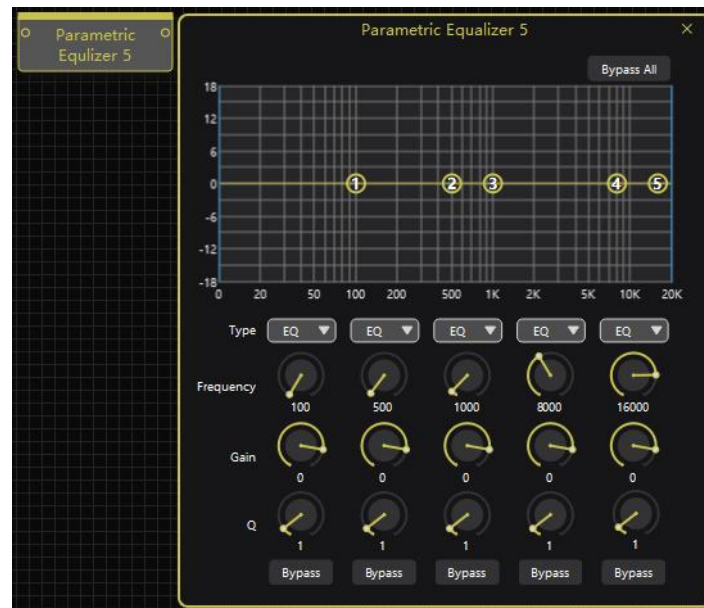 Parametric
Equlizer 5
Parametric Equalizer 5 ×
Bypass All
18
12
6
0
-6
-12
-18
1 2 3 4 5
0 20 50 100 200 500 1K 2K 5K 10K 20K
Type EQ EQ EQ EQ EQ
Frequency
100 500 1000 8000 16000
Gain
0 0 0 0 0
Q
1 1 1 1 1
Bypass Bypass Bypass Bypass Bypass